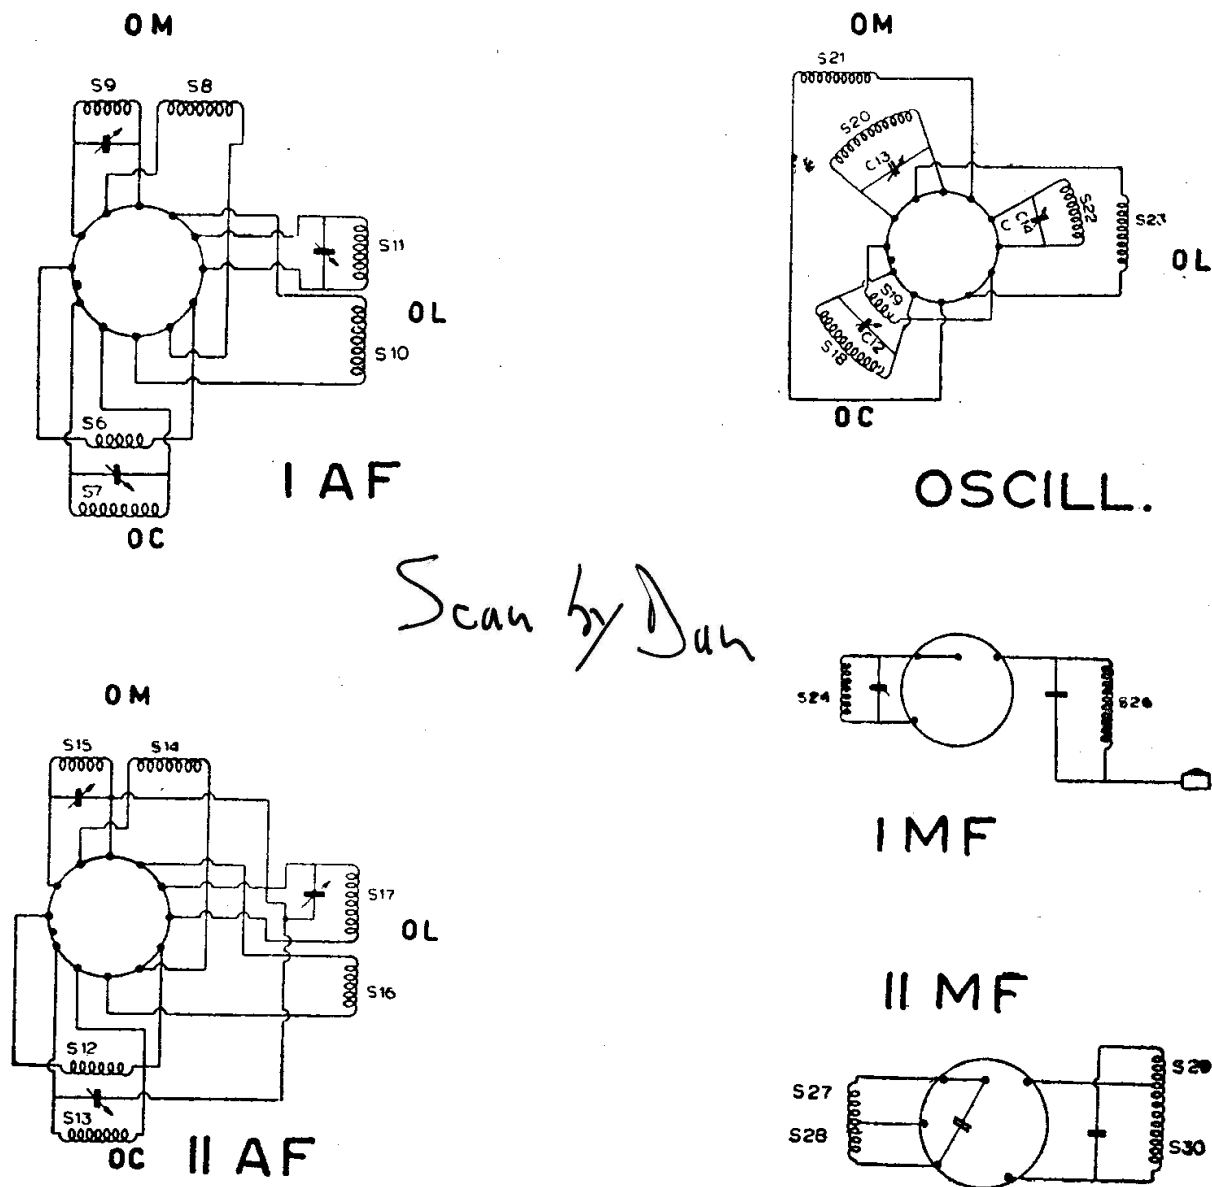 OM
S9 S8
S11
OL
S10
S6
S7
OC
I AF
OM
S21
S20
C13
S22
C14
C
S23
OL
S19
C12
S18
OC
OSCILL.
Scan by Dan
OM
S15 S14
S17
OL
S16
S12
S13
OC
II AF
S24
S26
I MF
II MF
S27
S28
S29
S30